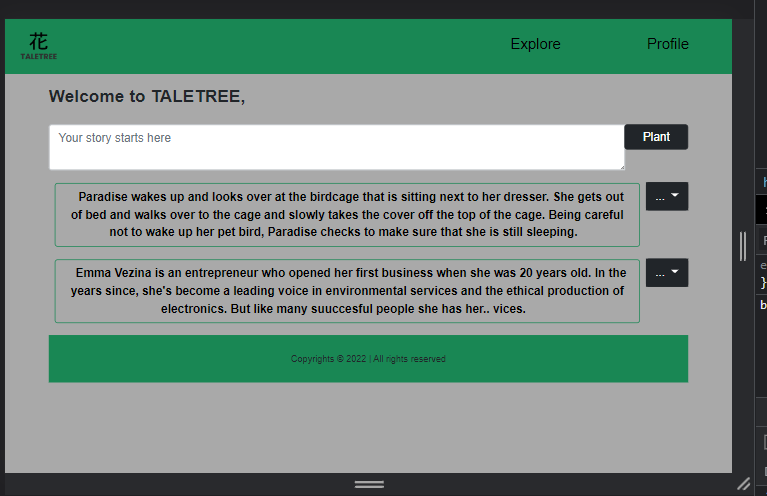 花
TALETREE
Explore
Profile
Welcome to TALETREE,
Your story starts here
Plant
Paradise wakes up and looks over at the birdcage that is sitting next to her dresser. She gets out
of bed and walks over to the cage and slowly takes the cover off the top of the cage. Being careful
not to wake up her pet bird, Paradise checks to make sure that she is still sleeping.
...
Emma Vezina is an entrepreneur who opened her first business when she was 20 years old. In the
years since, she's become a leading voice in environmental services and the ethical production of
electronics. But like many suuccesful people she has her.. vices.
...
Copyrights © 2022 | All rights reserved